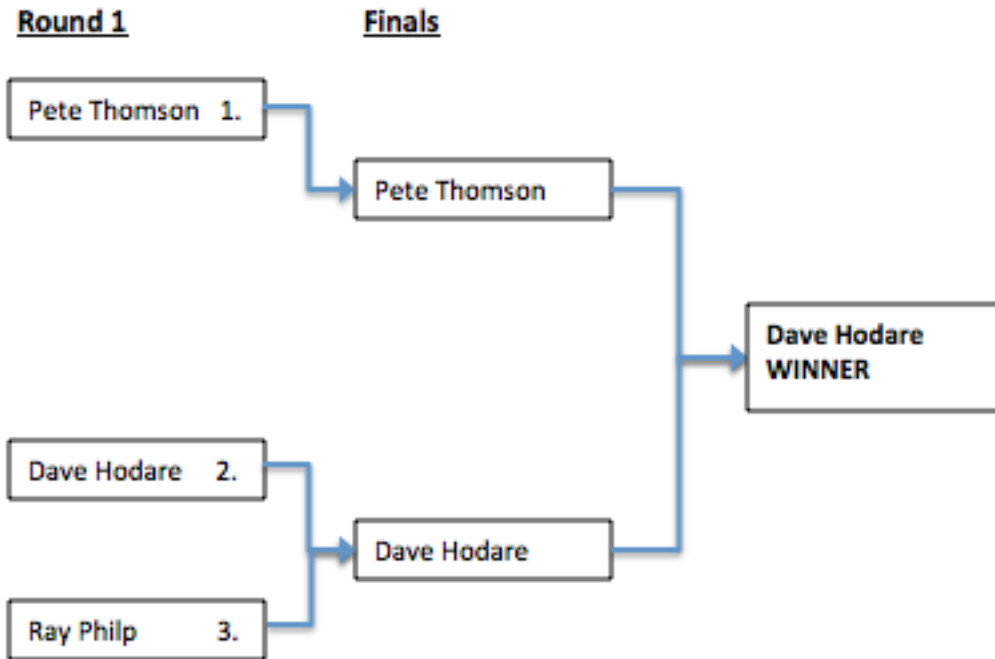 Round 1
Finals
Pete Thomson 1.
Pete Thomson
Dave Hodare
WINNER
Dave Hodare 2.
Dave Hodare
Ray Philp 3.